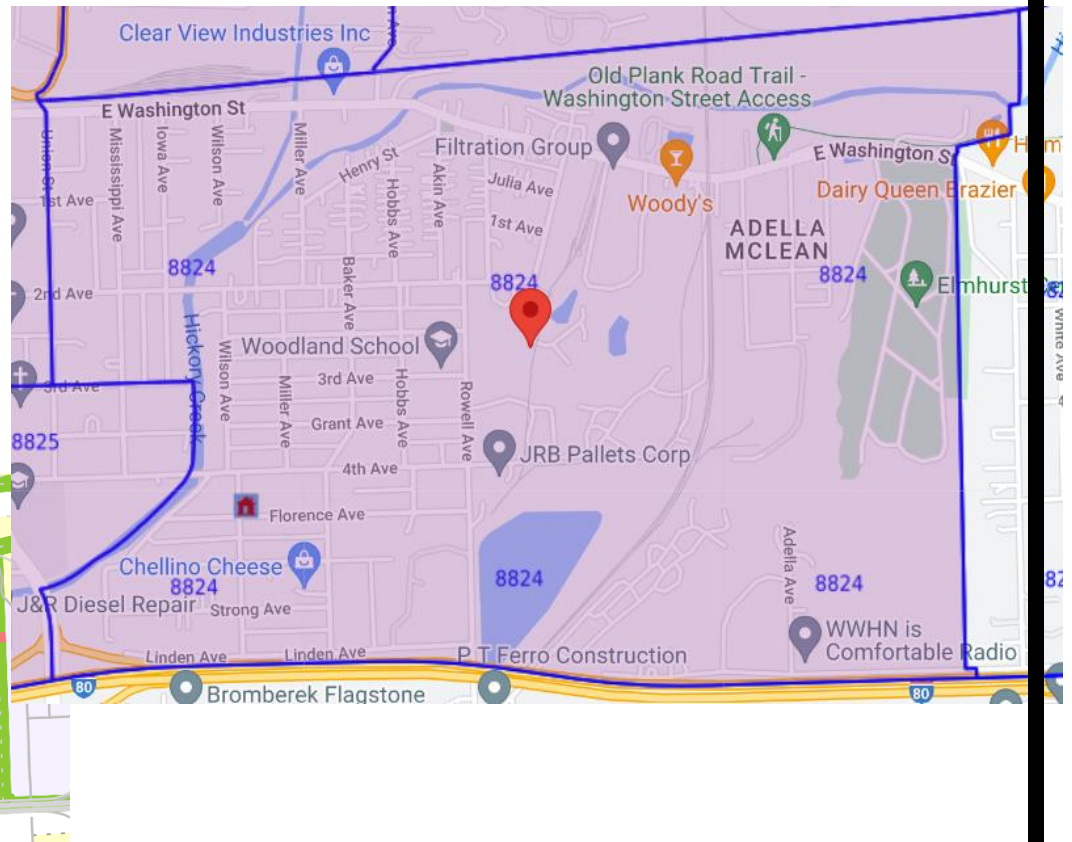 Clear View Industries Inc
Old Plank Road Trail -
Washington Street Access
E Washington St
Union St
Mississippi Ave
Iowa Ave
Wilson Ave
Miller Ave
Henry St
Hobbs Ave
Akin Ave
Filtration Group
Julia Ave
Woody's
E Washington St
Dairy Queen Brazier
1st Ave
1st Ave
ADELLA
MCLEAN
8824
8824
8824
Elmhurst
2nd Ave
Baker Ave
Hickory Creek
Woodland School
Wilson Ave
3rd Ave
3rd Ave
Miller Ave
Hobbs Ave
Rowell Ave
White Ave
Grant Ave
8825
4th Ave
JRB Pallets Corp
Florence Ave
Chellino Cheese
8824
8824
Adella Ave
8824
J&R Diesel Repair
Strong Ave
WWHN is
Comfortable Radio
Linden Ave
Linden Ave
P T Ferro Construction
80
Bromberek Flagstone
80